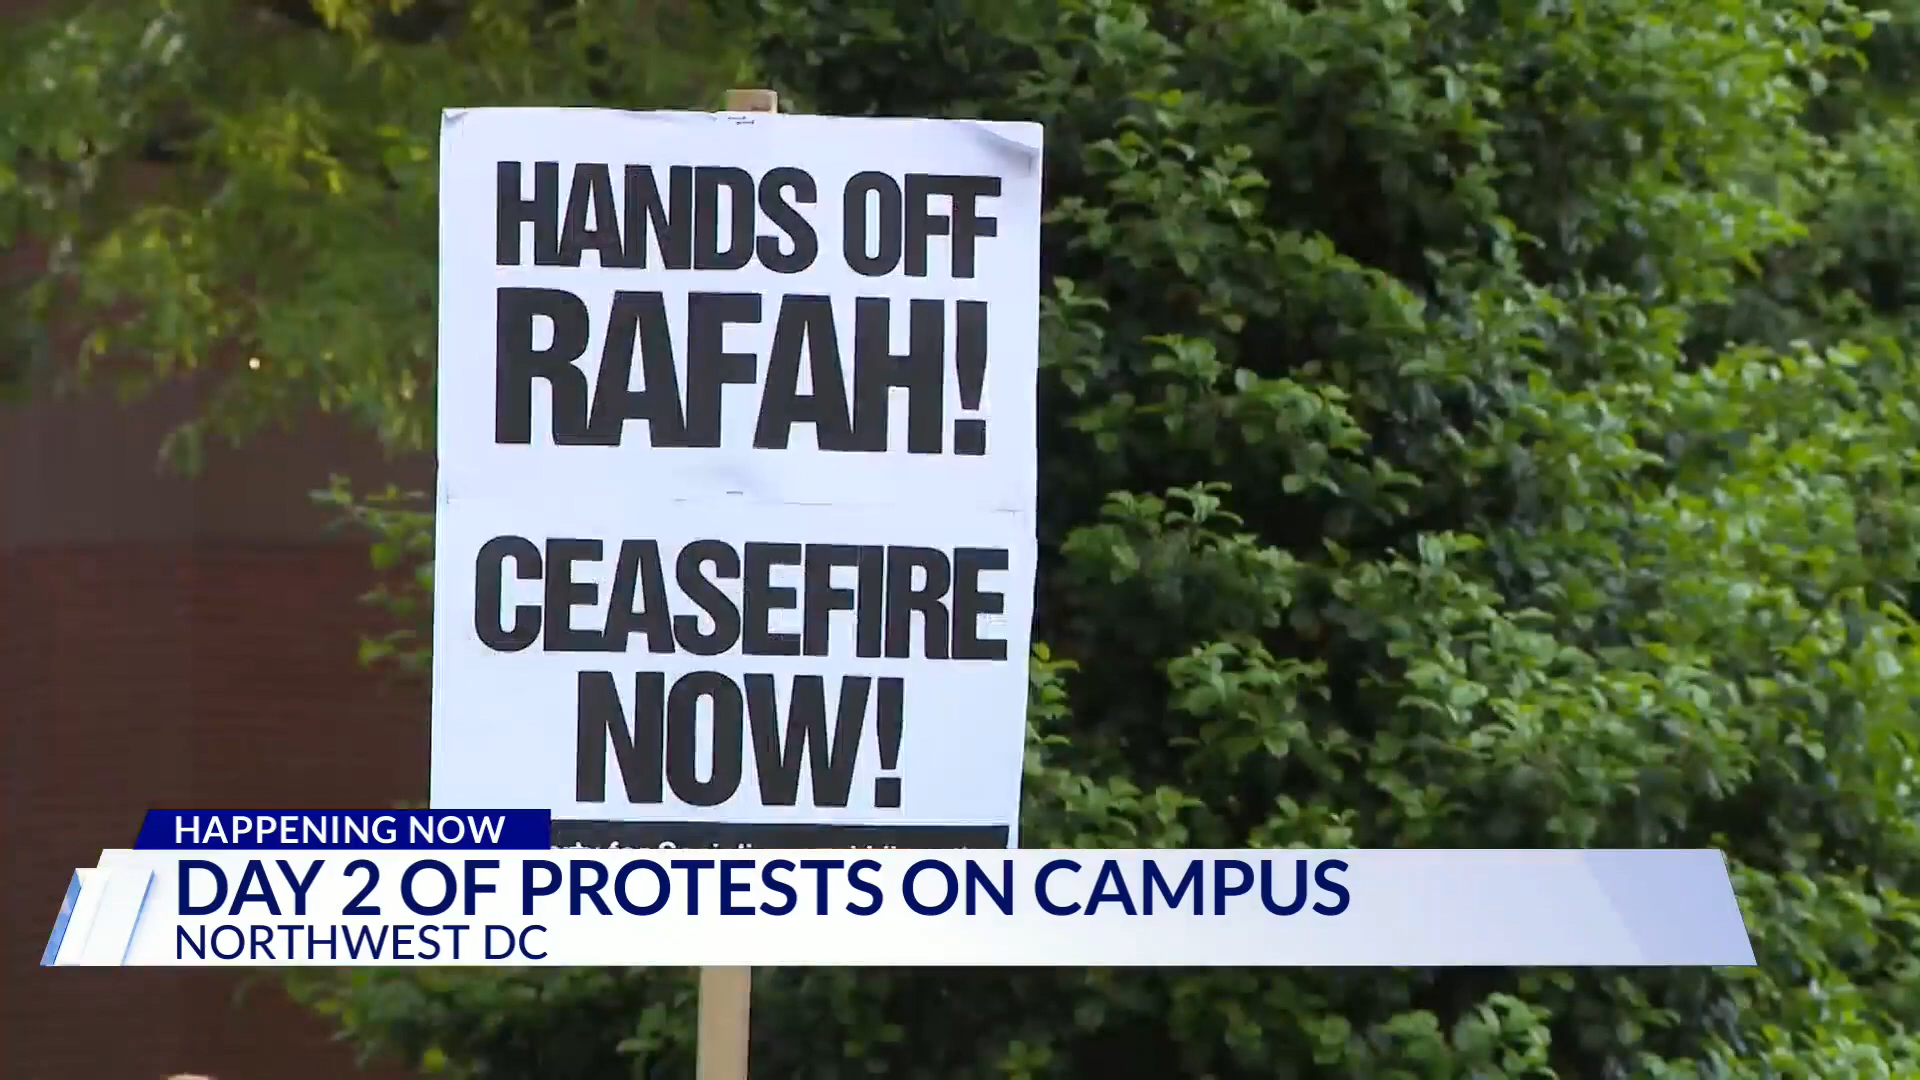 HANDS OFF
RAFAH!
CEASEFIRE
NOW!
HAPPENING NOW
DAY 2 OF PROTESTS ON CAMPUS
NORTHWEST DC